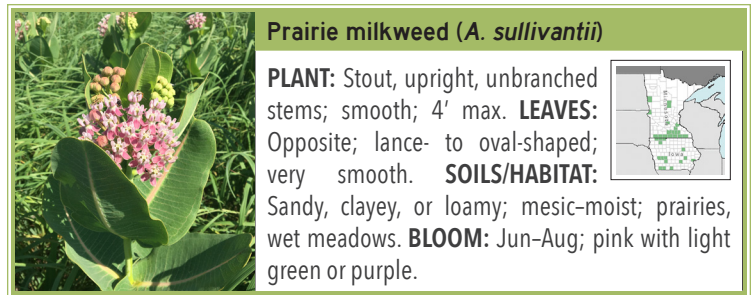 Prairie milkweed (A. sullivantii)
PLANT: Stout, upright, unbranched
stems; smooth; 4′ max. LEAVES:
Opposite; lance- to oval-shaped;
very smooth. SOILS/HABITAT:
Sandy, clayey, or loamy; mesic–moist; prairies,
wet meadows. BLOOM: Jun–Aug; pink with light
green or purple.
Iowa